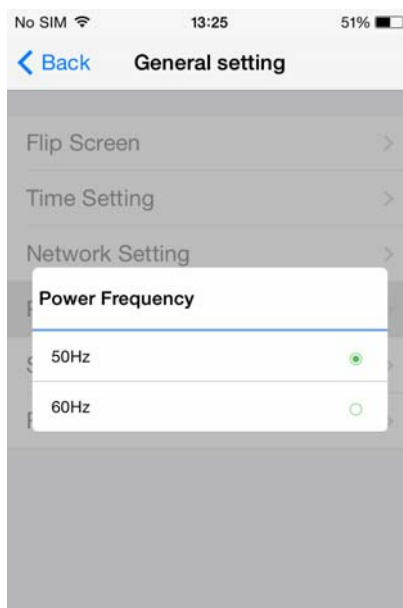 No SIM 13:25 51%
Back General setting
Flip Screen
Time Setting
Network Setting
Power Frequency
50Hz
60Hz